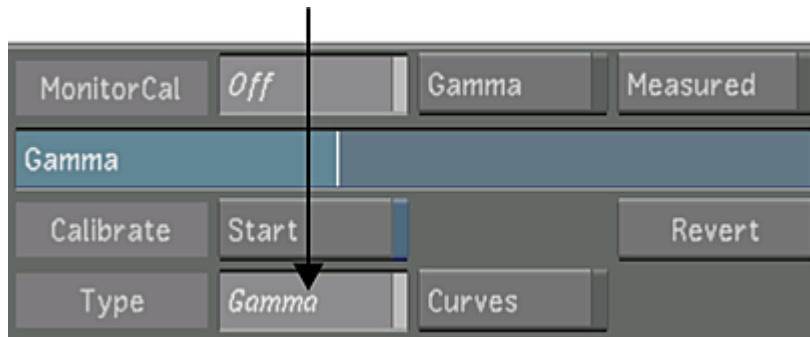 MonitorCal Off Gamma Measured
Gamma
Calibrate Start Revert
Type Gamma Curves